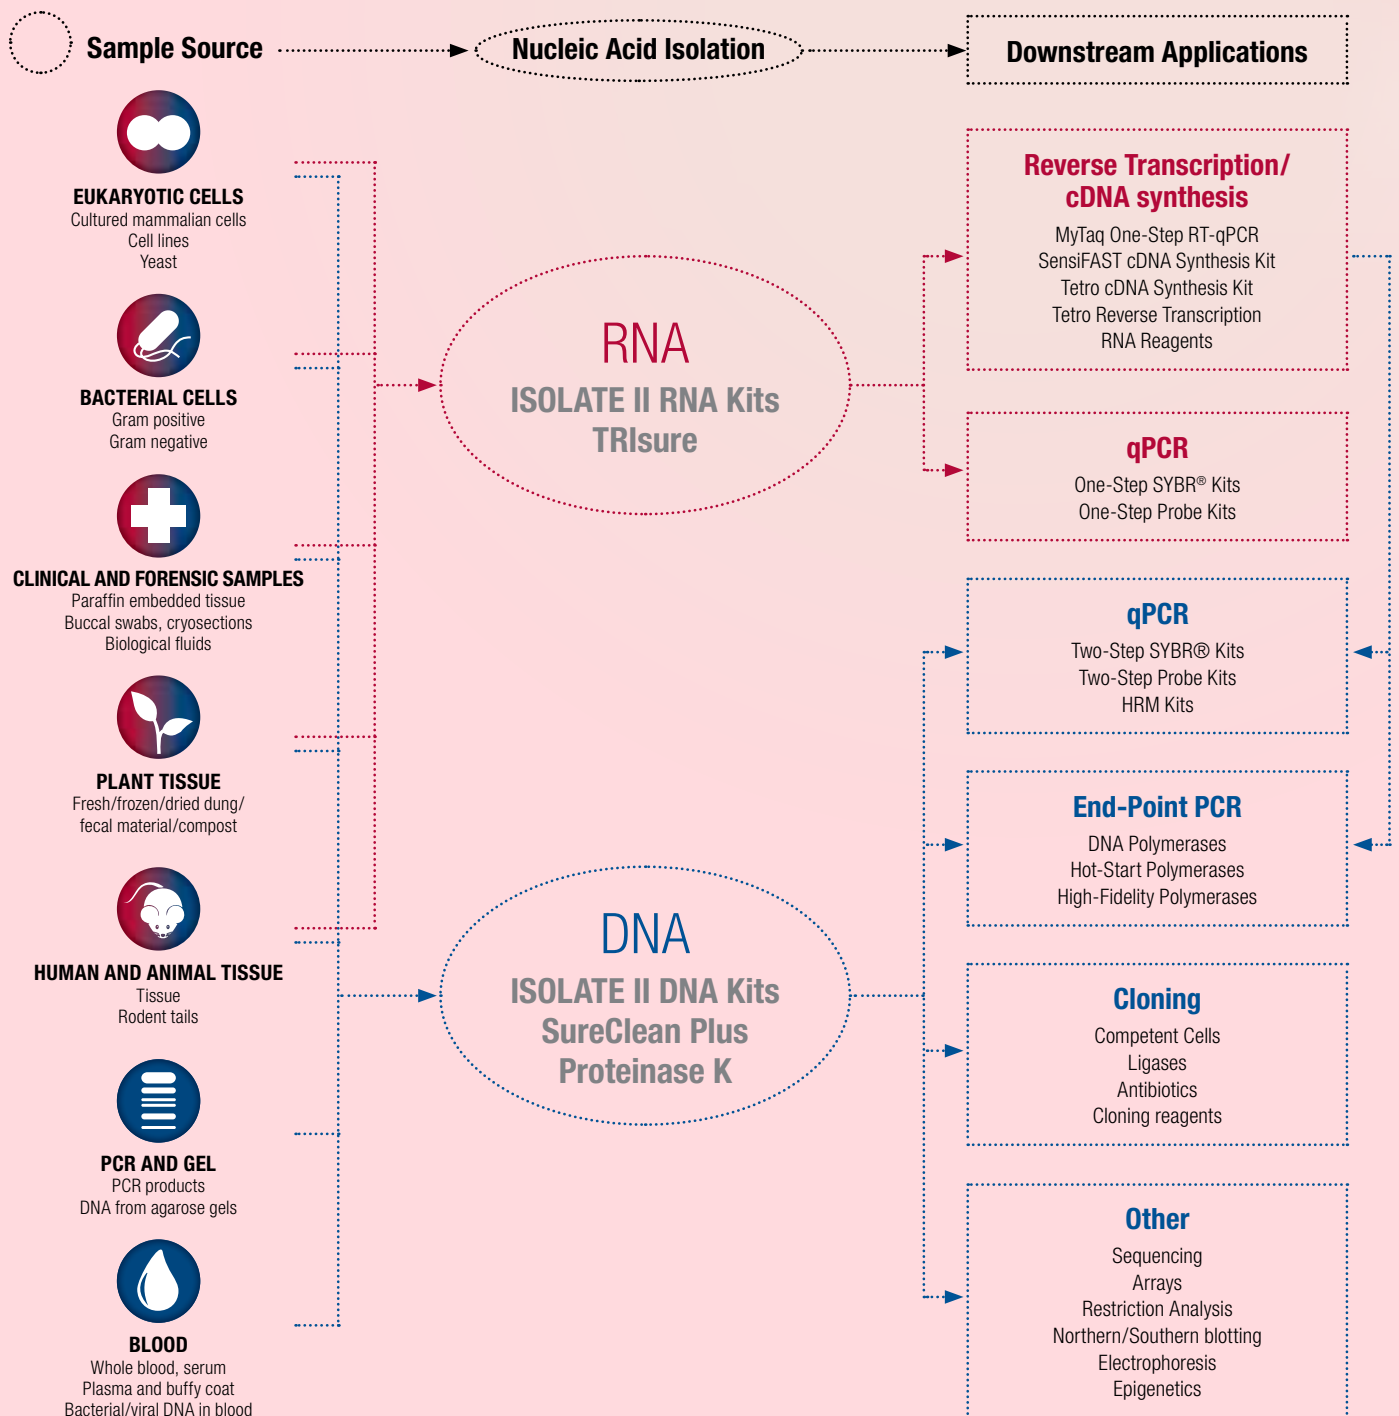 Sample Source
Nucleic Acid Isolation
Downstream Applications
EUKARYOTIC CELLS
Cultured mammalian cells
Cell lines
Yeast
BACTERIAL CELLS
Gram positive
Gram negative
CLINICAL AND FORENSIC SAMPLES
Paraffin embedded tissue
Buccal swabs, cryosections
Biological fluids
PLANT TISSUE
Fresh/frozen/dried dung/
fecal material/compost
HUMAN AND ANIMAL TISSUE
Tissue
Rodent tails
PCR AND GEL
PCR products
DNA from agarose gels
BLOOD
Whole blood, serum
Plasma and buffy coat
Bacterial/viral DNA in blood
RNA
ISOLATE II RNA Kits
TRIsure
DNA
ISOLATE II DNA Kits
SureClean Plus
Proteinase K
Reverse Transcription/
cDNA synthesis
MyTaq One-Step RT-qPCR
SensiFAST cDNA Synthesis Kit
Tetro cDNA Synthesis Kit
Tetro Reverse Transcription
RNA Reagents
qPCR
One-Step SYBR® Kits
One-Step Probe Kits
qPCR
Two-Step SYBR® Kits
Two-Step Probe Kits
HRM Kits
End-Point PCR
DNA Polymerases
Hot-Start Polymerases
High-Fidelity Polymerases
Cloning
Competent Cells
Ligases
Antibiotics
Cloning reagents
Other
Sequencing
Arrays
Restriction Analysis
Northern/Southern blotting
Electrophoresis
Epigenetics